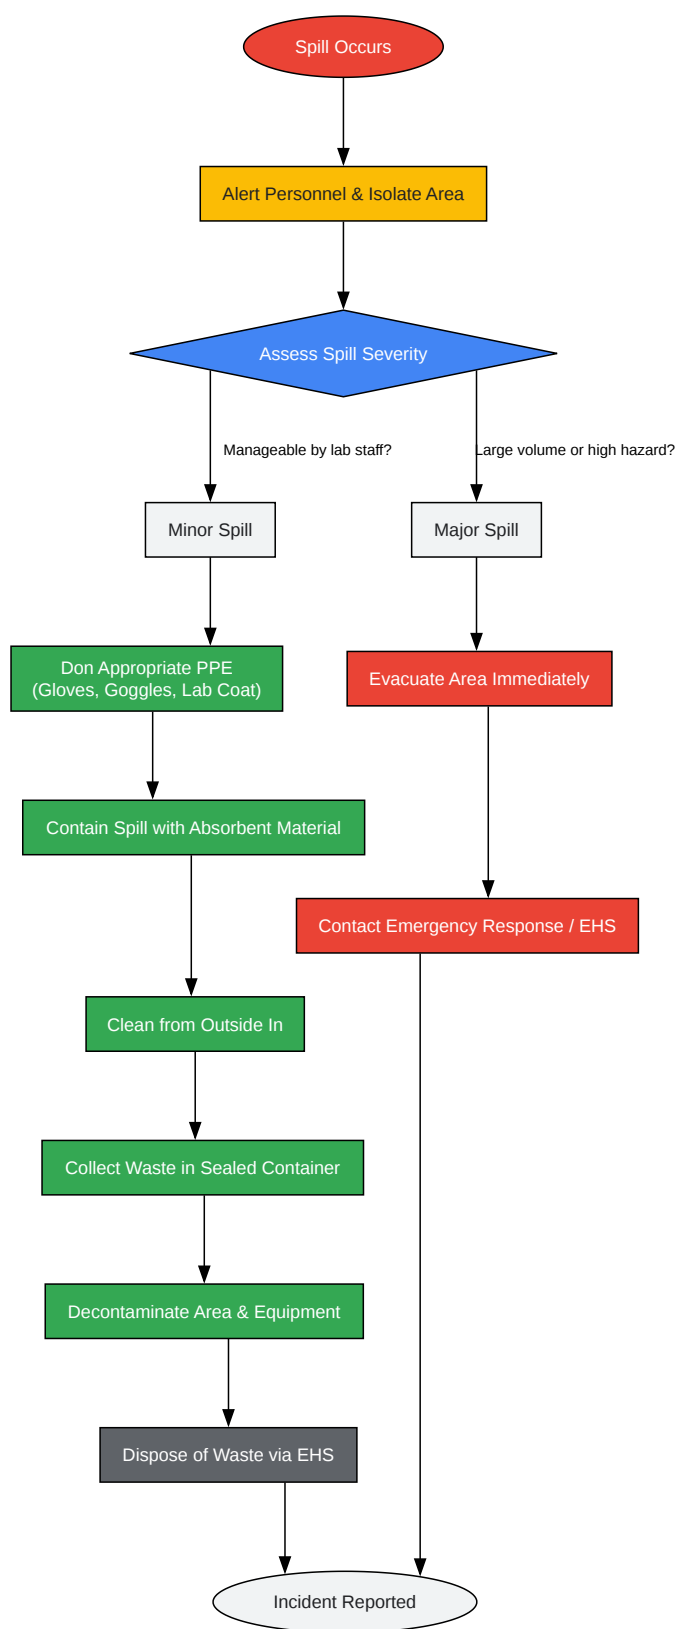 Spill Occurs
Alert Personnel & Isolate Area
Assess Spill Severity
Manageable by lab staff?
Large volume or high hazard?
Minor Spill
Major Spill
Don Appropriate PPE
(Gloves, Goggles, Lab Coat)
Evacuate Area Immediately
Contain Spill with Absorbent Material
Contact Emergency Response / EHS
Clean from Outside In
Collect Waste in Sealed Container
Decontaminate Area & Equipment
Dispose of Waste via EHS
Incident Reported